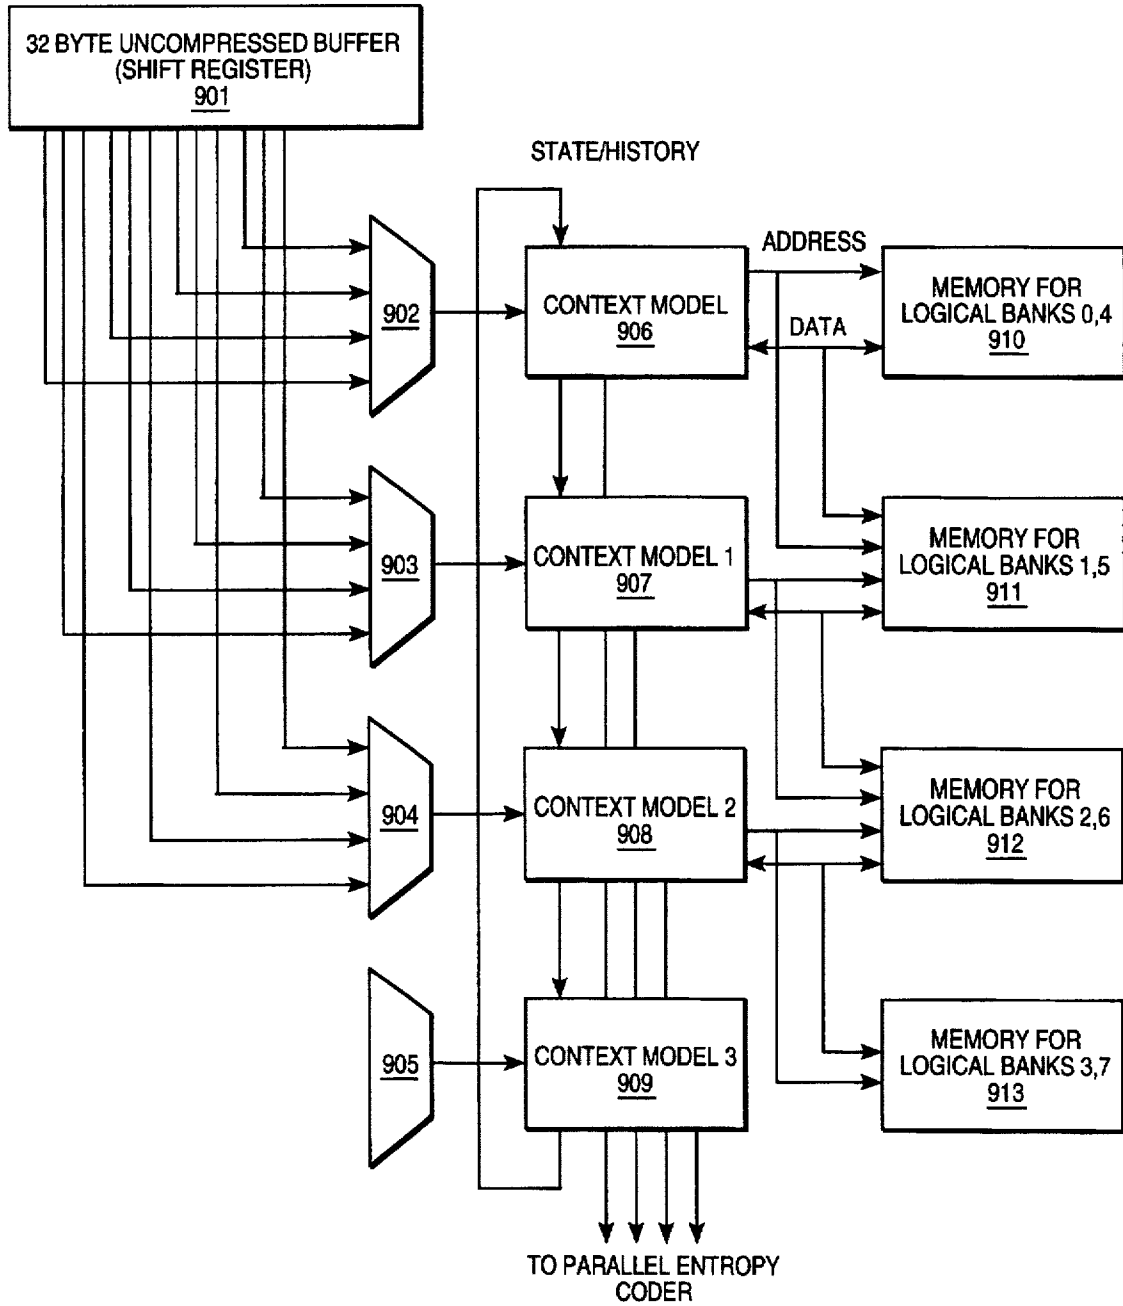 32 BYTE UNCOMPRESSED BUFFER
(SHIFT REGISTER)
901
STATE/HISTORY
902
CONTEXT MODEL
906
ADDRESS
DATA
MEMORY FOR
LOGICAL BANKS 0,4
910
903
CONTEXT MODEL 1
907
MEMORY FOR
LOGICAL BANKS 1,5
911
904
CONTEXT MODEL 2
908
MEMORY FOR
LOGICAL BANKS 2,6
912
905
CONTEXT MODEL 3
909
MEMORY FOR
LOGICAL BANKS 3,7
913
TO PARALLEL ENTROPY
CODER